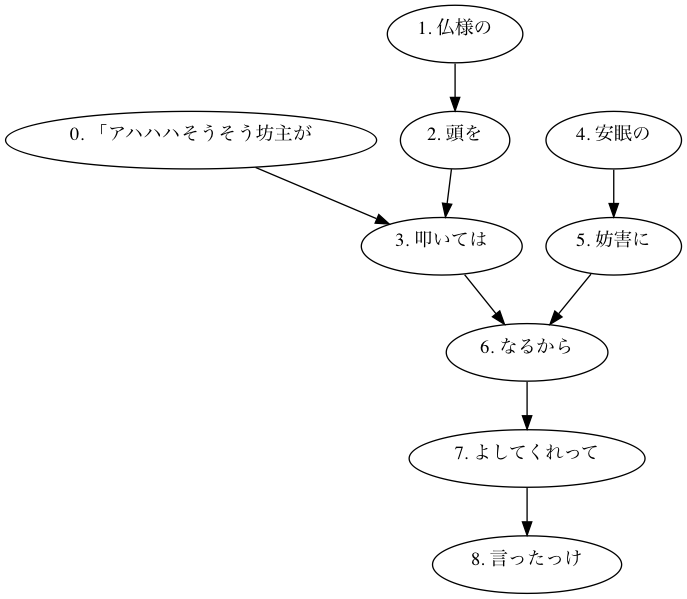 1. 仏様の
0. 「アハハハそうそう坊主が
2. 頭を
4. 安眠の
3. 叩いては
5. 妨害に
6. なるから
7. よしてくれって
8. 言ったっけ